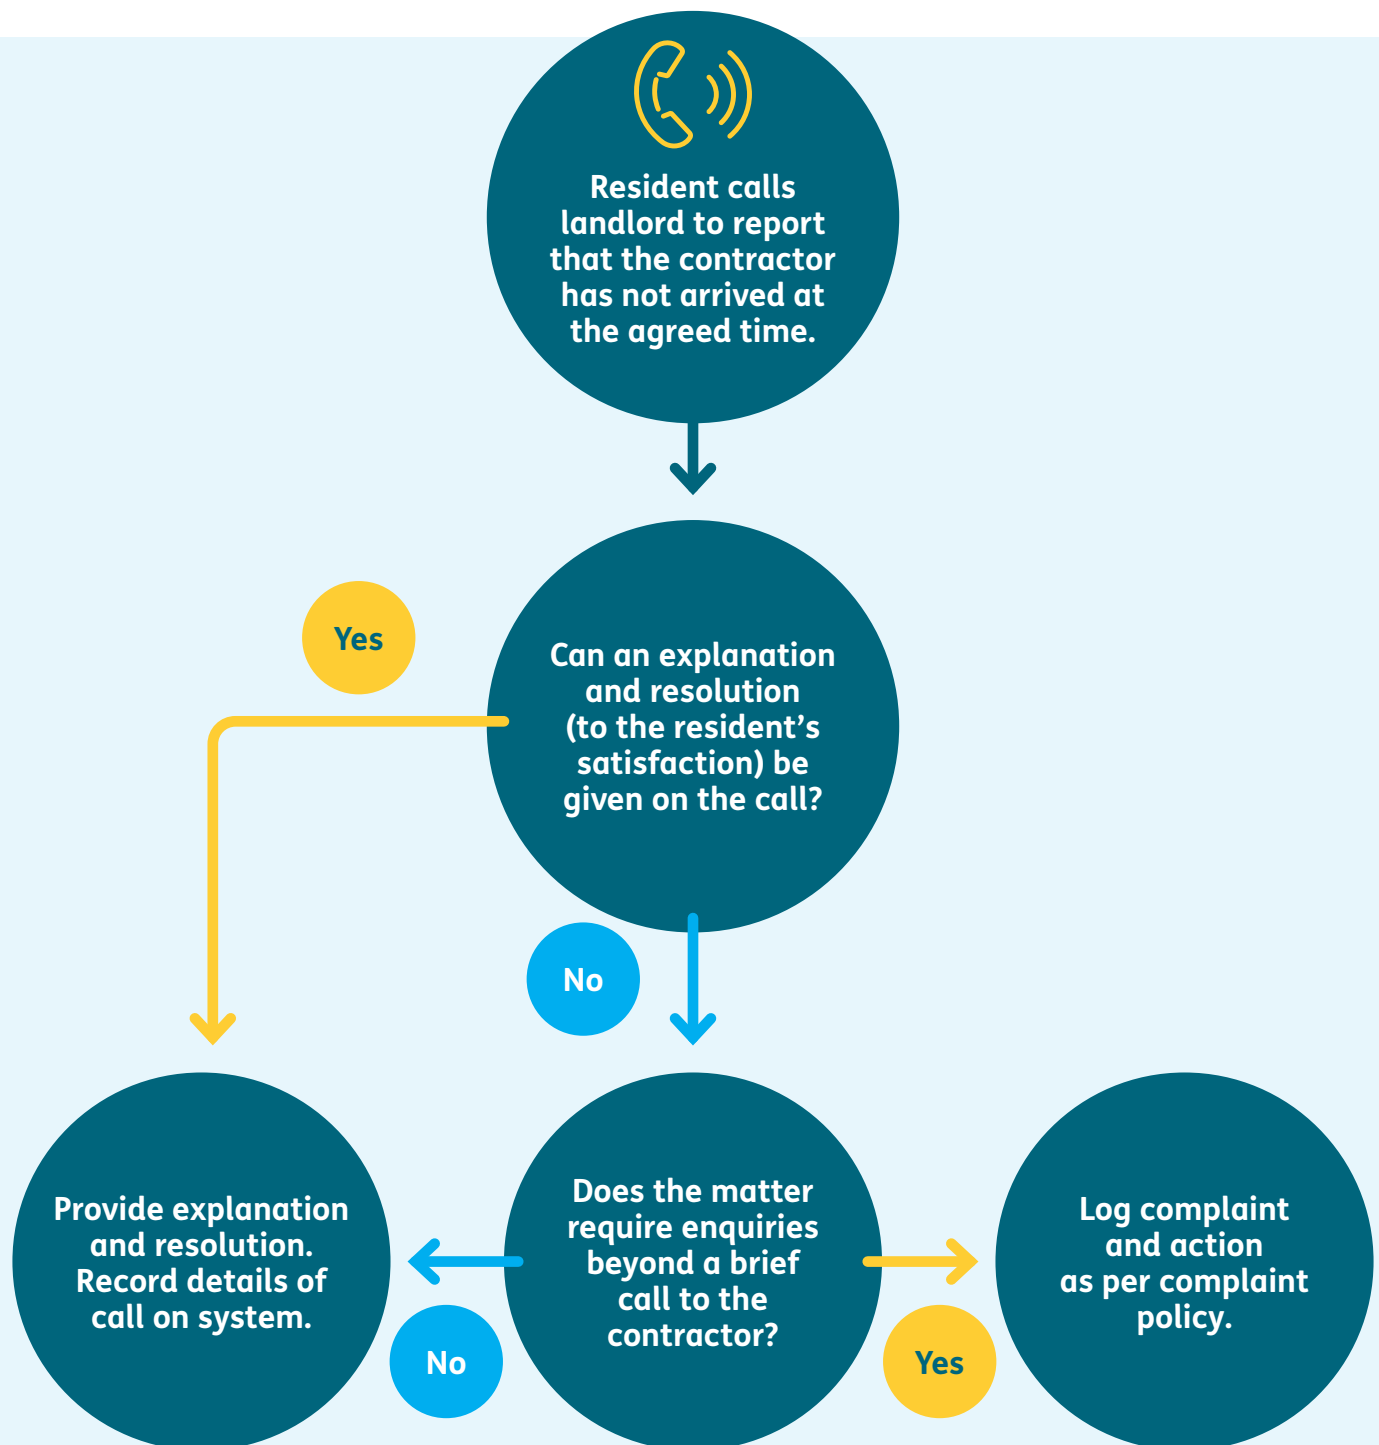 Resident calls
landlord to report
that the contractor
has not arrived at
the agreed time.
Yes
Can an explanation
and resolution
(to the resident’s
satisfaction) be
given on the call?
No
Provide explanation
and resolution.
Record details of
call on system.
No
Does the matter
require enquiries
beyond a brief
call to the
contractor?
Yes
Log complaint
and action
as per complaint
policy.